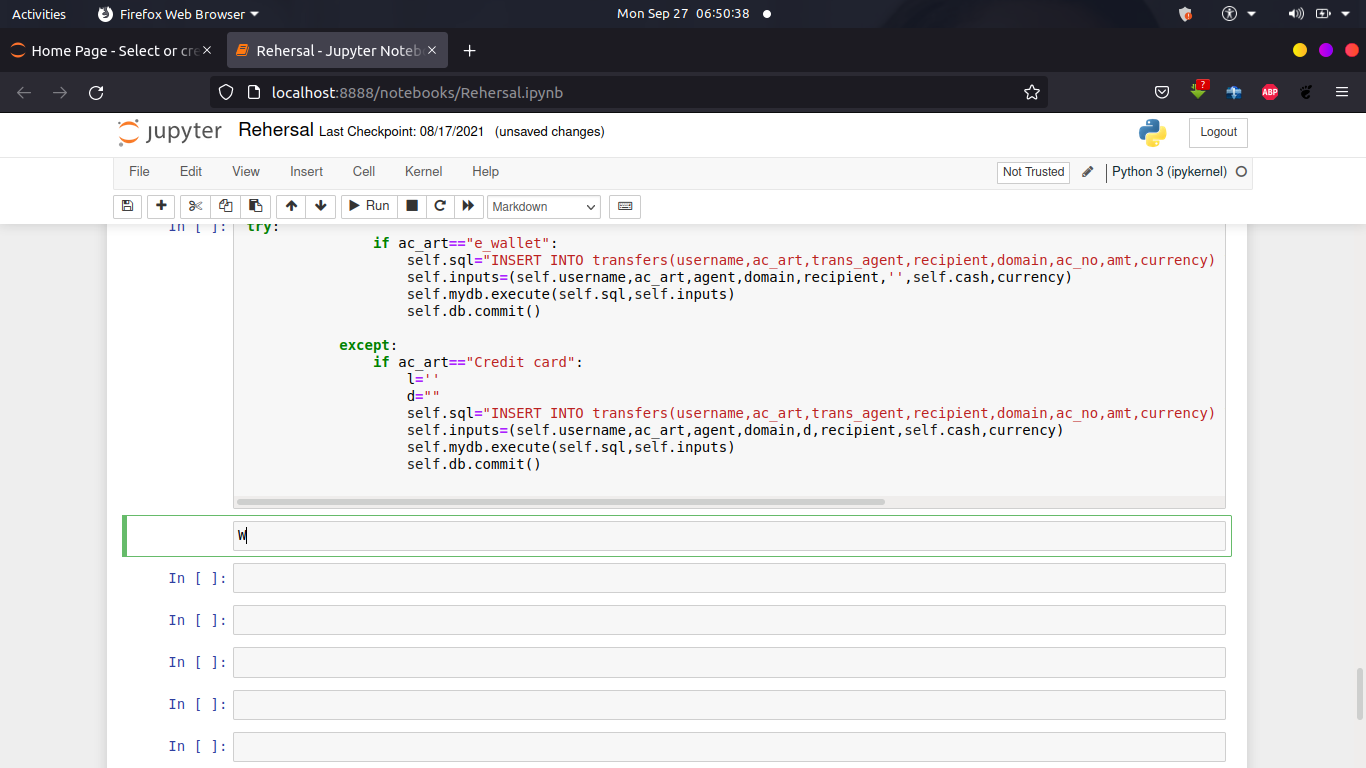 Activities Firefox Web Browser Mon Sep 27 06:50:38
Home Page - Select or cre Rehersal - Jupyter Noteb
localhost:8888/notebooks/Rehersal.ipynb ? ABP
jupyter Rehersal Last Checkpoint: 08/17/2021 (unsaved changes) Logout
File Edit View Insert Cell Kernel Help Not Trusted Python 3 (ipykernel)
Run Markdown
In [ ]: try:
if ac_art=="e_wallet":
self.sql="INSERT INTO transfers(username,ac_art,trans_agent,recipient,domain,ac_no,amt,currency)
self.inputs=(self.username,ac_art,agent,domain,recipient,'',self.cash,currency)
self.mydb.execute(self.sql,self.inputs)
self.db.commit()
except:
if ac_art=="Credit card":
l=''
d=""
self.sql="INSERT INTO transfers(username,ac_art,trans_agent,recipient,domain,ac_no,amt,currency)
self.inputs=(self.username,ac_art,agent,domain,d,recipient,self.cash,currency)
self.mydb.execute(self.sql,self.inputs)
self.db.commit()
W
In [ ]:
In [ ]:
In [ ]:
In [ ]:
In [ ]: